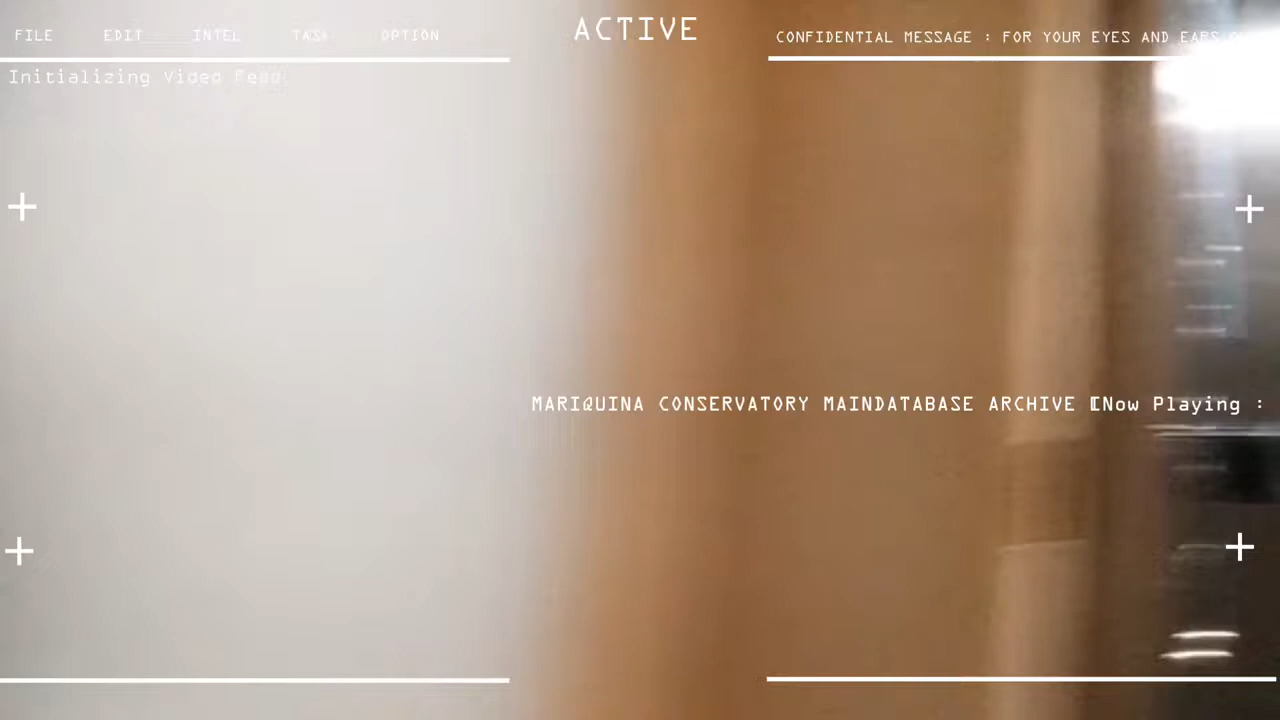 FILE EDIT INTEL TASK OPTION
ACTIVE
CONFIDENTIAL MESSAGE : FOR YOUR EYES AND EARS
Initializing Video Feed
MARIQUINA CONSERVATORY MAINDATABASE ARCHIVE [Now Playing :